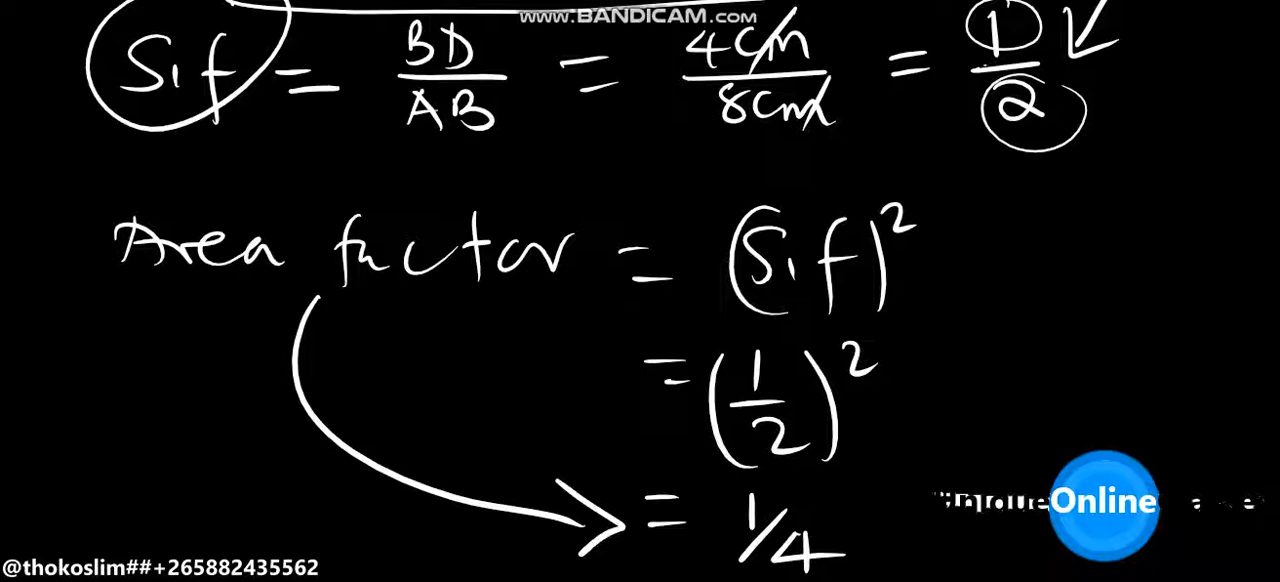 WWW.BANDICAM.COM
S.f = BD/AB = 4cm/8cm = 1/2
Area factor = (S.f)²
= (1/2)²
= 1/4
Online
@thokoslim##+265882435562